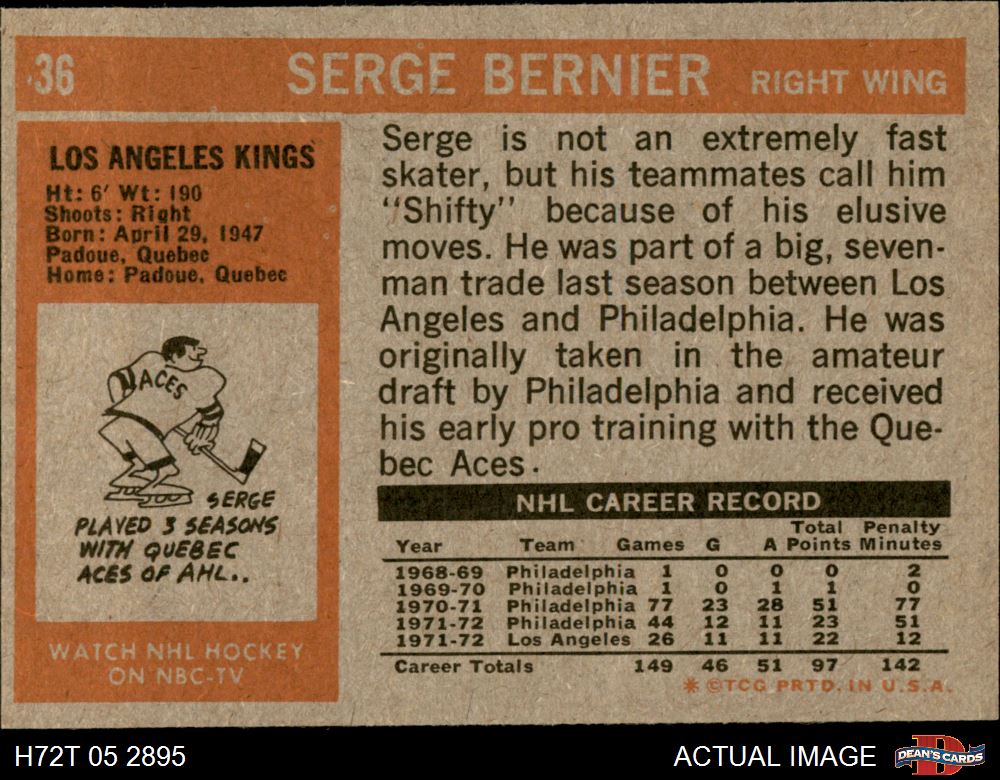 36 SERGE BERNIER RIGHT WING
LOS ANGELES KINGS
Ht: 6' Wt: 190
Shoots: Right
Born: April 29, 1947
Padoue, Quebec
Home: Padoue, Quebec
ACES
SERGE
PLAYED 3 SEASONS
WITH QUEBEC
ACES OF AHL..
WATCH NHL HOCKEY
ON NBC-TV
Serge is not an extremely fast
skater, but his teammates call him
"Shifty" because of his elusive
moves. He was part of a big, seven-
man trade last season between Los
Angeles and Philadelphia. He was
originally taken in the amateur
draft by Philadelphia and received
his early pro training with the Que-
bec Aces.
NHL CAREER RECORD
Total Penalty
Year Team Games G A Points Minutes
1968-69 Philadelphia 1 0 0 0 2
1969-70 Philadelphia 1 0 1 1 0
1970-71 Philadelphia 77 23 28 51 77
1971-72 Philadelphia 44 12 11 23 51
1971-72 Los Angeles 26 11 11 22 12
Career Totals 149 46 51 97 142
* ©TCG PRTD. IN U.S.A.
H72T 05 2895 ACTUAL IMAGE DEAN'S CARDS